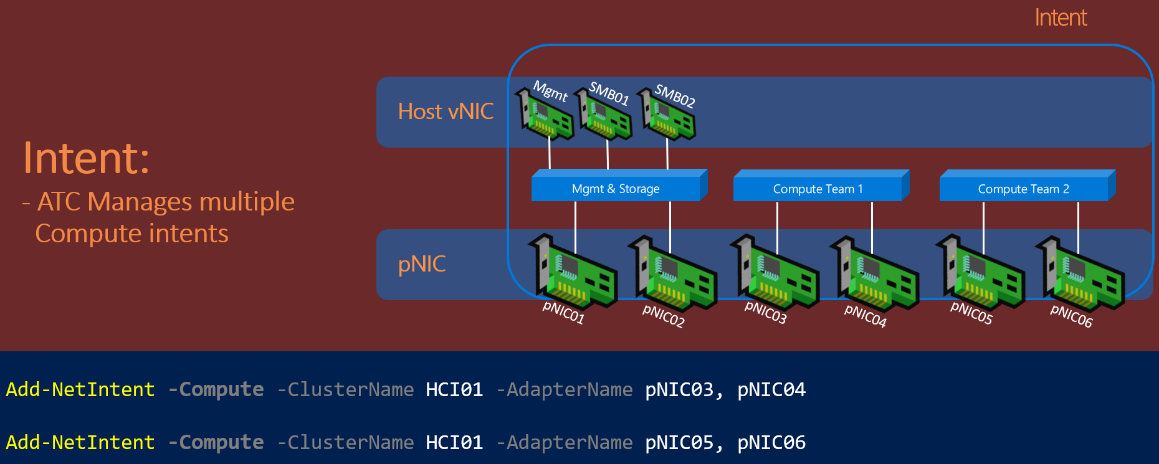 Intent
Host vNIC
Mgmt
SMB01
SMB02
Intent:
- ATC Manages multiple
Compute intents
Mgmt & Storage
Compute Team 1
Compute Team 2
pNIC
pNIC01
pNIC02
pNIC03
pNIC04
pNIC05
pNIC06
Add-NetIntent -Compute -ClusterName HCI01 -AdapterName pNIC03, pNIC04
Add-NetIntent -Compute -ClusterName HCI01 -AdapterName pNIC05, pNIC06